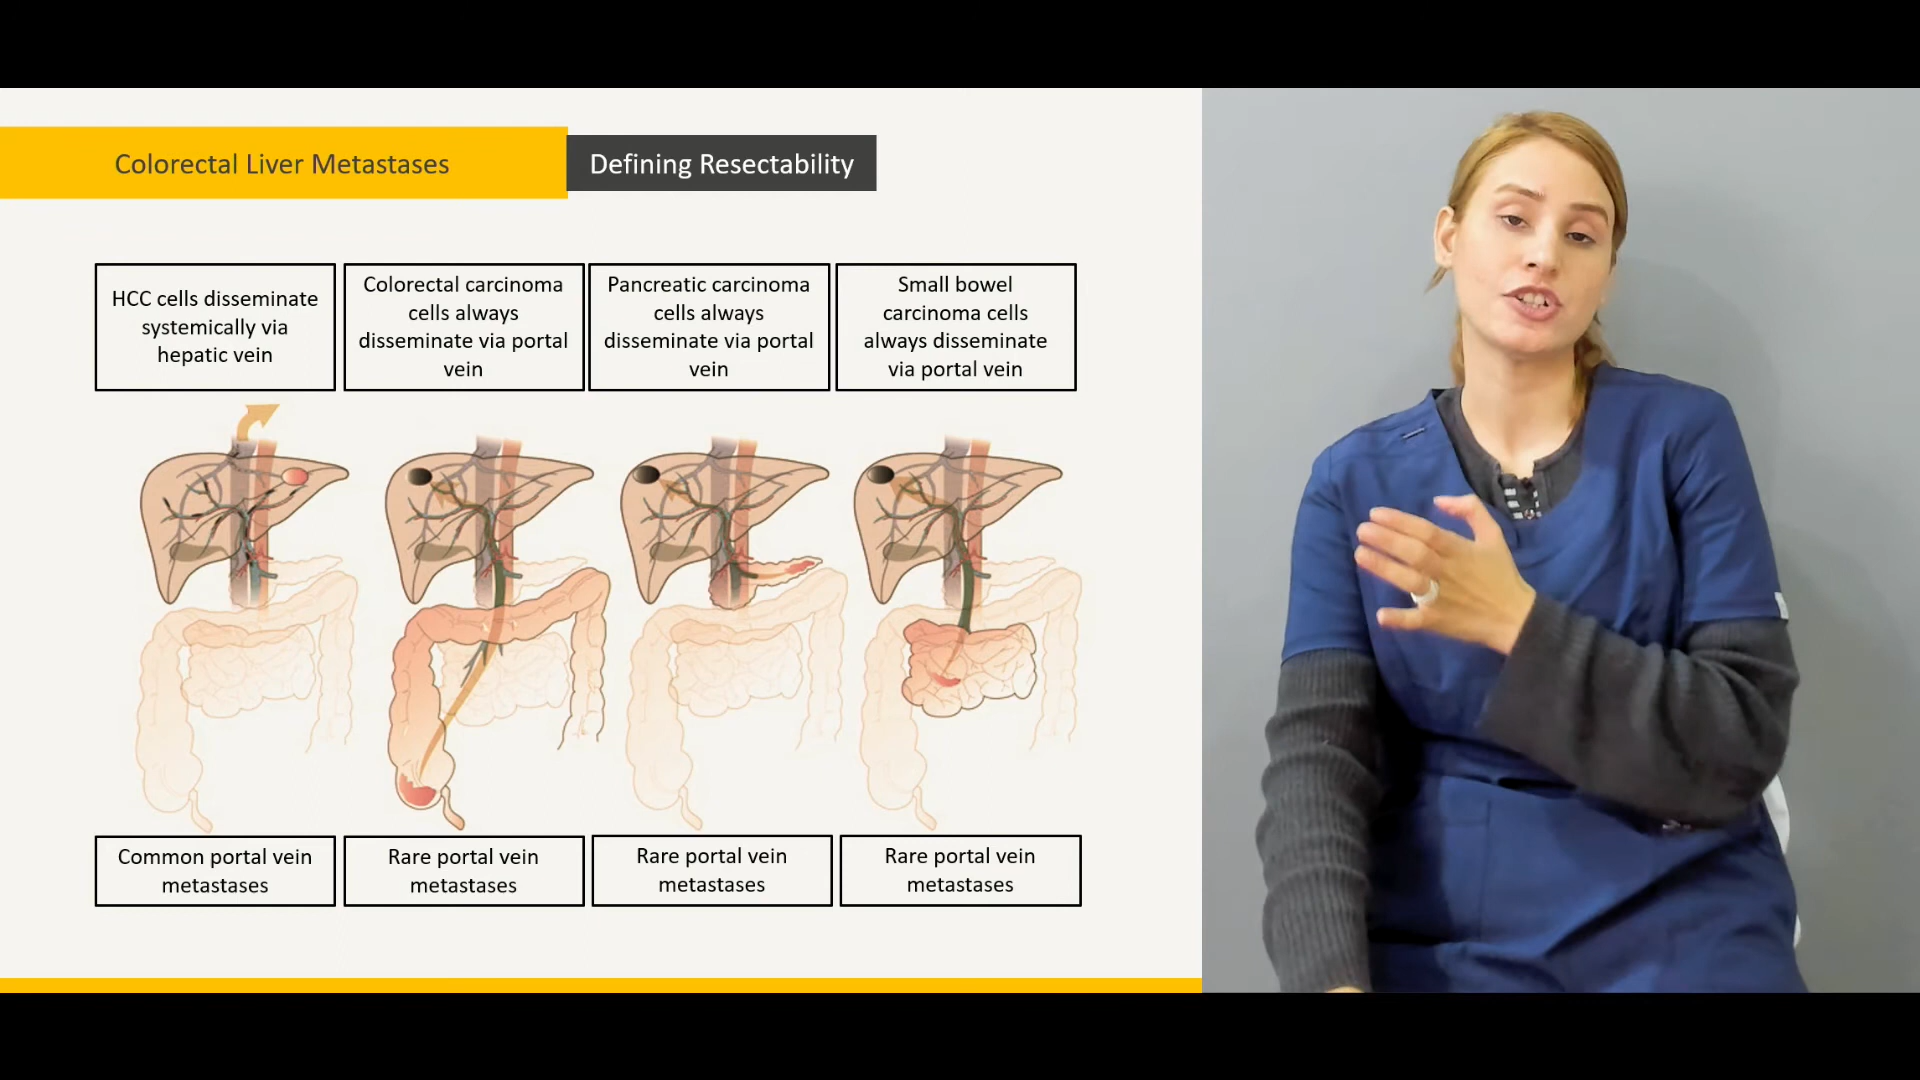 Colorectal Liver Metastases
Defining Resectability
HCC cells disseminate
systemically via
hepatic vein
Colorectal carcinoma
cells always
disseminate via portal
vein
Pancreatic carcinoma
cells always
disseminate via portal
vein
Small bowel
carcinoma cells
always disseminate
via portal vein
Common portal vein
metastases
Rare portal vein
metastases
Rare portal vein
metastases
Rare portal vein
metastases